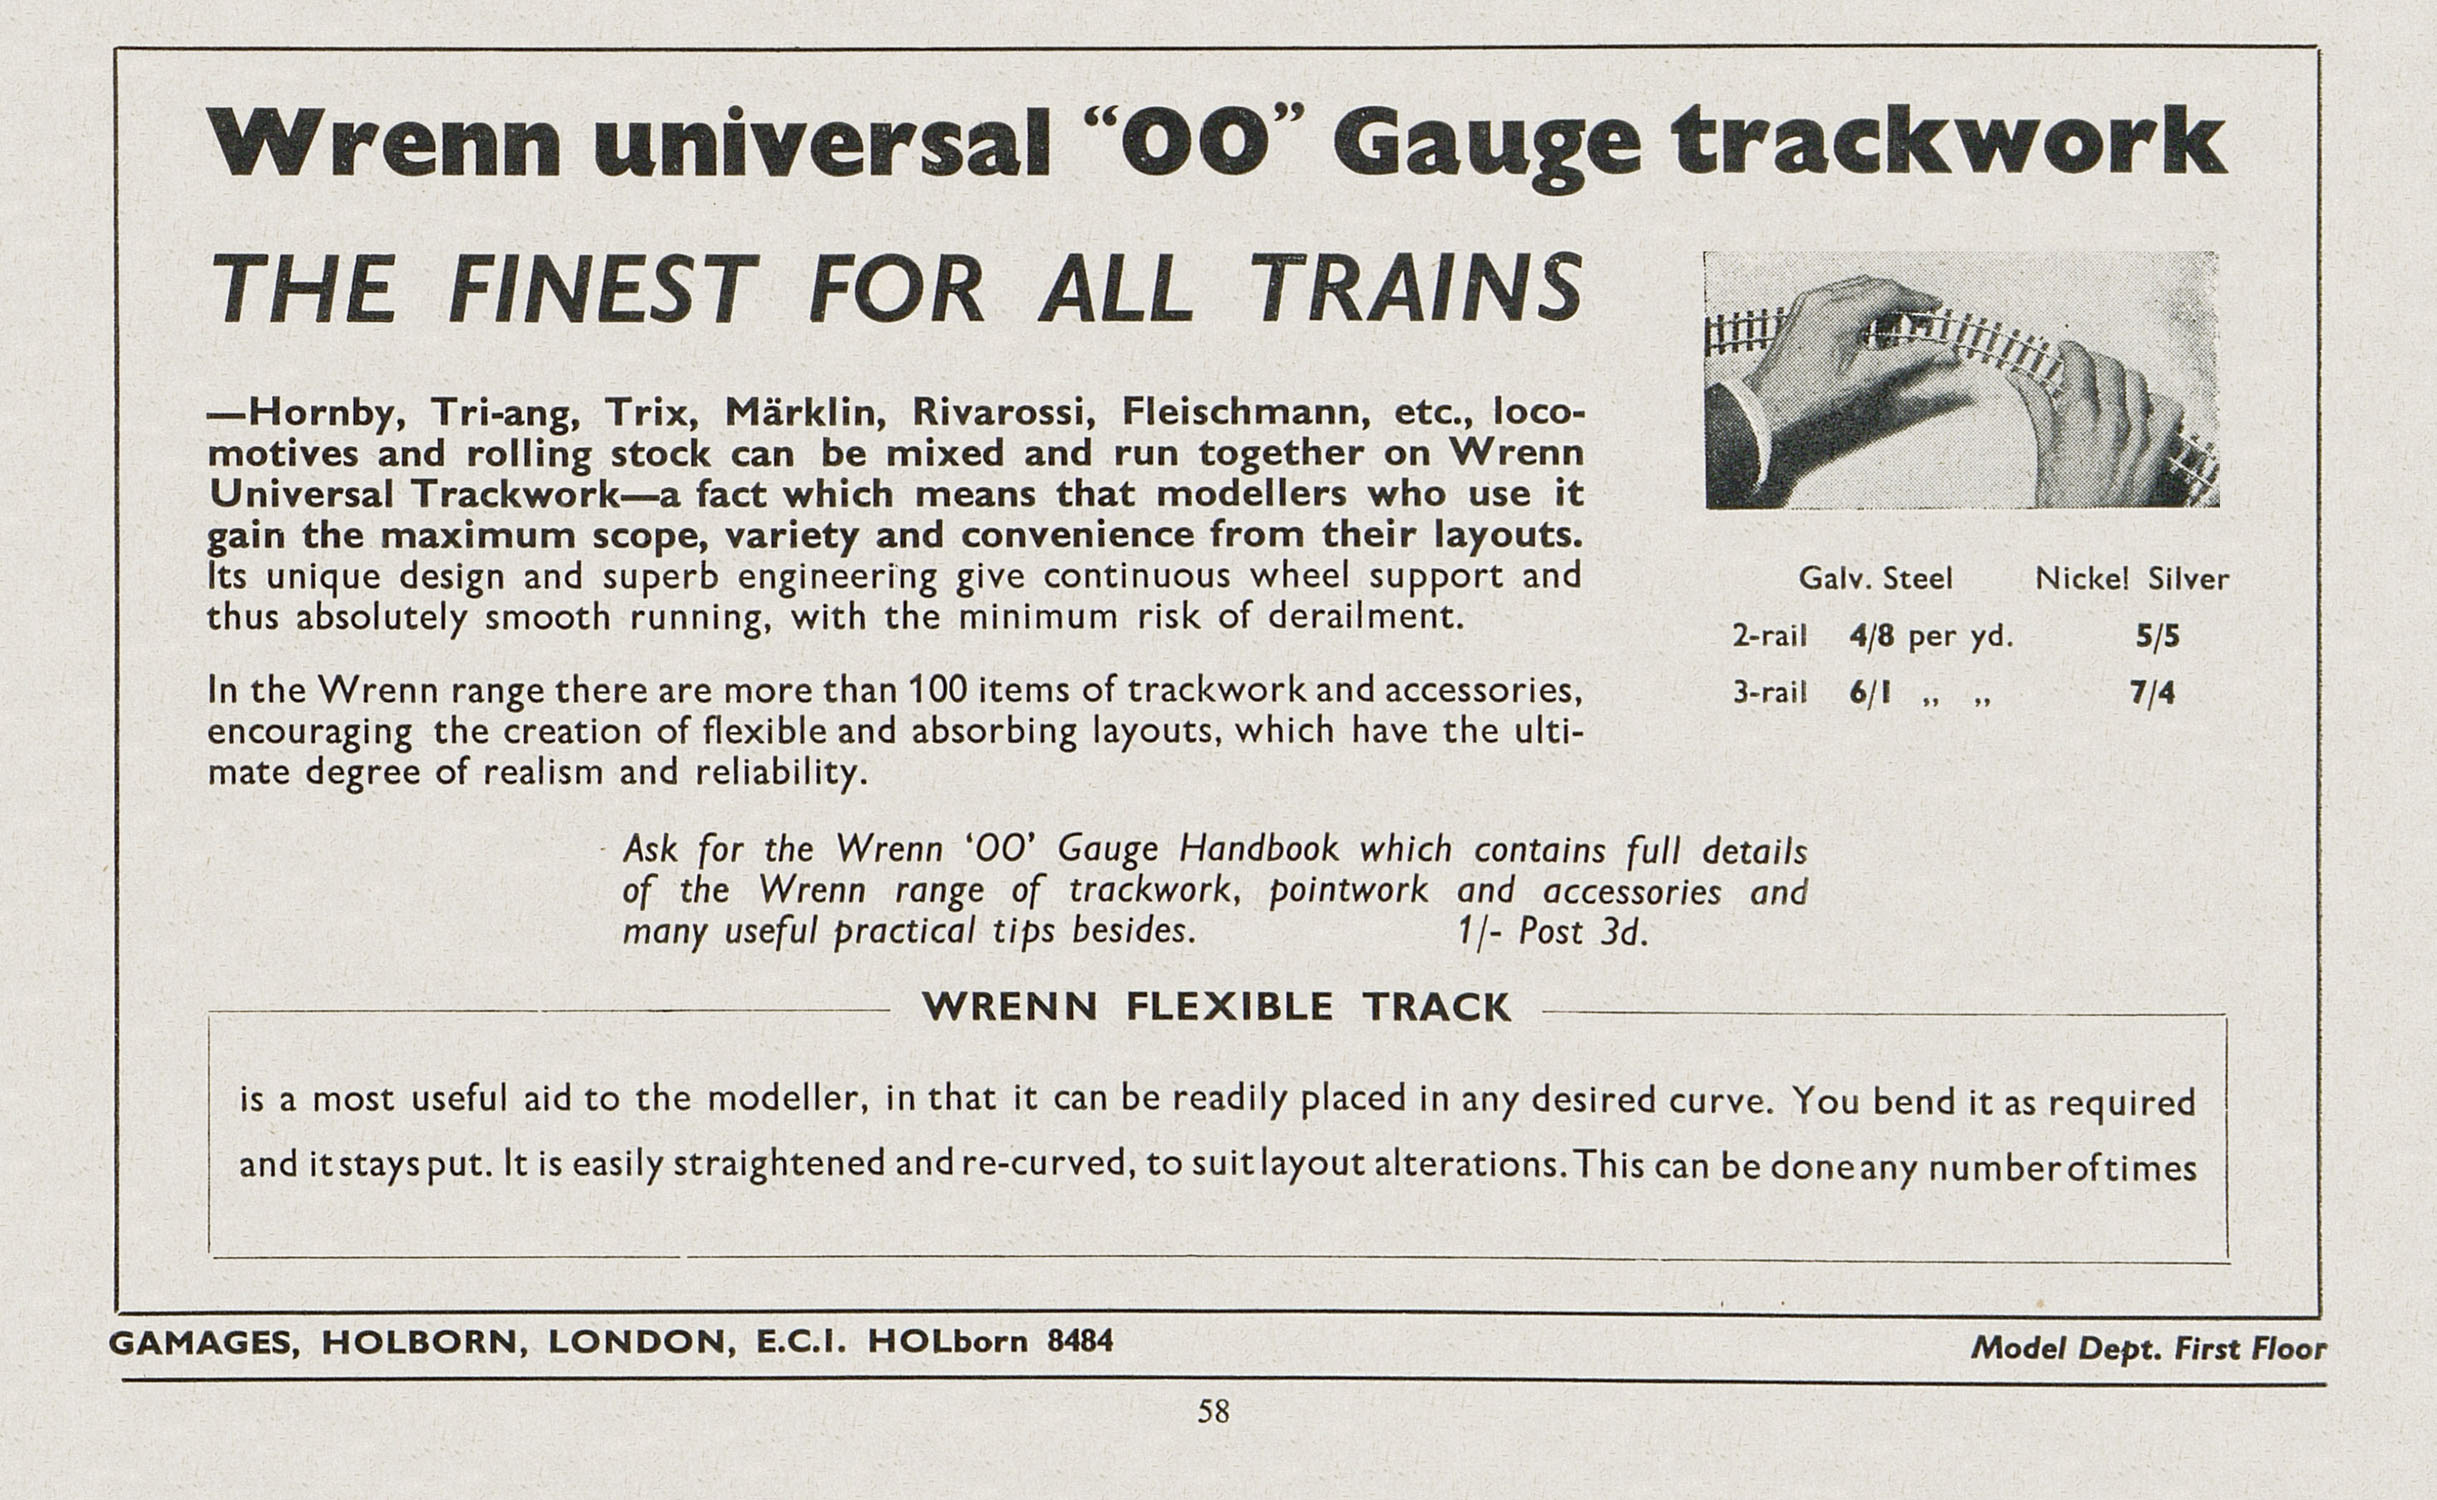 Wrenn universal “OO” Gauge trackwork
THE FINEST FOR ALL TRAINS
—Hornby, Tri-ang, Trix, Märklin, Rivarossi, Fleischmann, etc., loco-
motives and rolling stock can be mixed and run together on Wrenn
Universal Trackwork—a fact which means that modellers who use it
gain the maximum scope, variety and convenience from their layouts.
Its unique design and superb engineering give continuous wheel support and
thus absolutely smooth running, with the minimum risk of derailment.
In the Wrenn range there are more than 100 items of trackwork and accessories,
encouraging the creation of flexible and absorbing layouts, which have the ulti-
mate degree of realism and reliability.
Galv. Steel Nickel Silver
2-rail 4/8 per yd. 5/5
3-rail 6/1 ,, ,, 7/4
Ask for the Wrenn ‘OO’ Gauge Handbook which contains full details
of the Wrenn range of trackwork, pointwork and accessories and
many useful practical tips besides. 1/- Post 3d.
WRENN FLEXIBLE TRACK
is a most useful aid to the modeller, in that it can be readily placed in any desired curve. You bend it as required
and it stays put. It is easily straightened and re-curved, to suit layout alterations. This can be done any number of times
GAMAGES, HOLBORN, LONDON, E.C.I. HOLborn 8484 Model Dept. First Floor
58